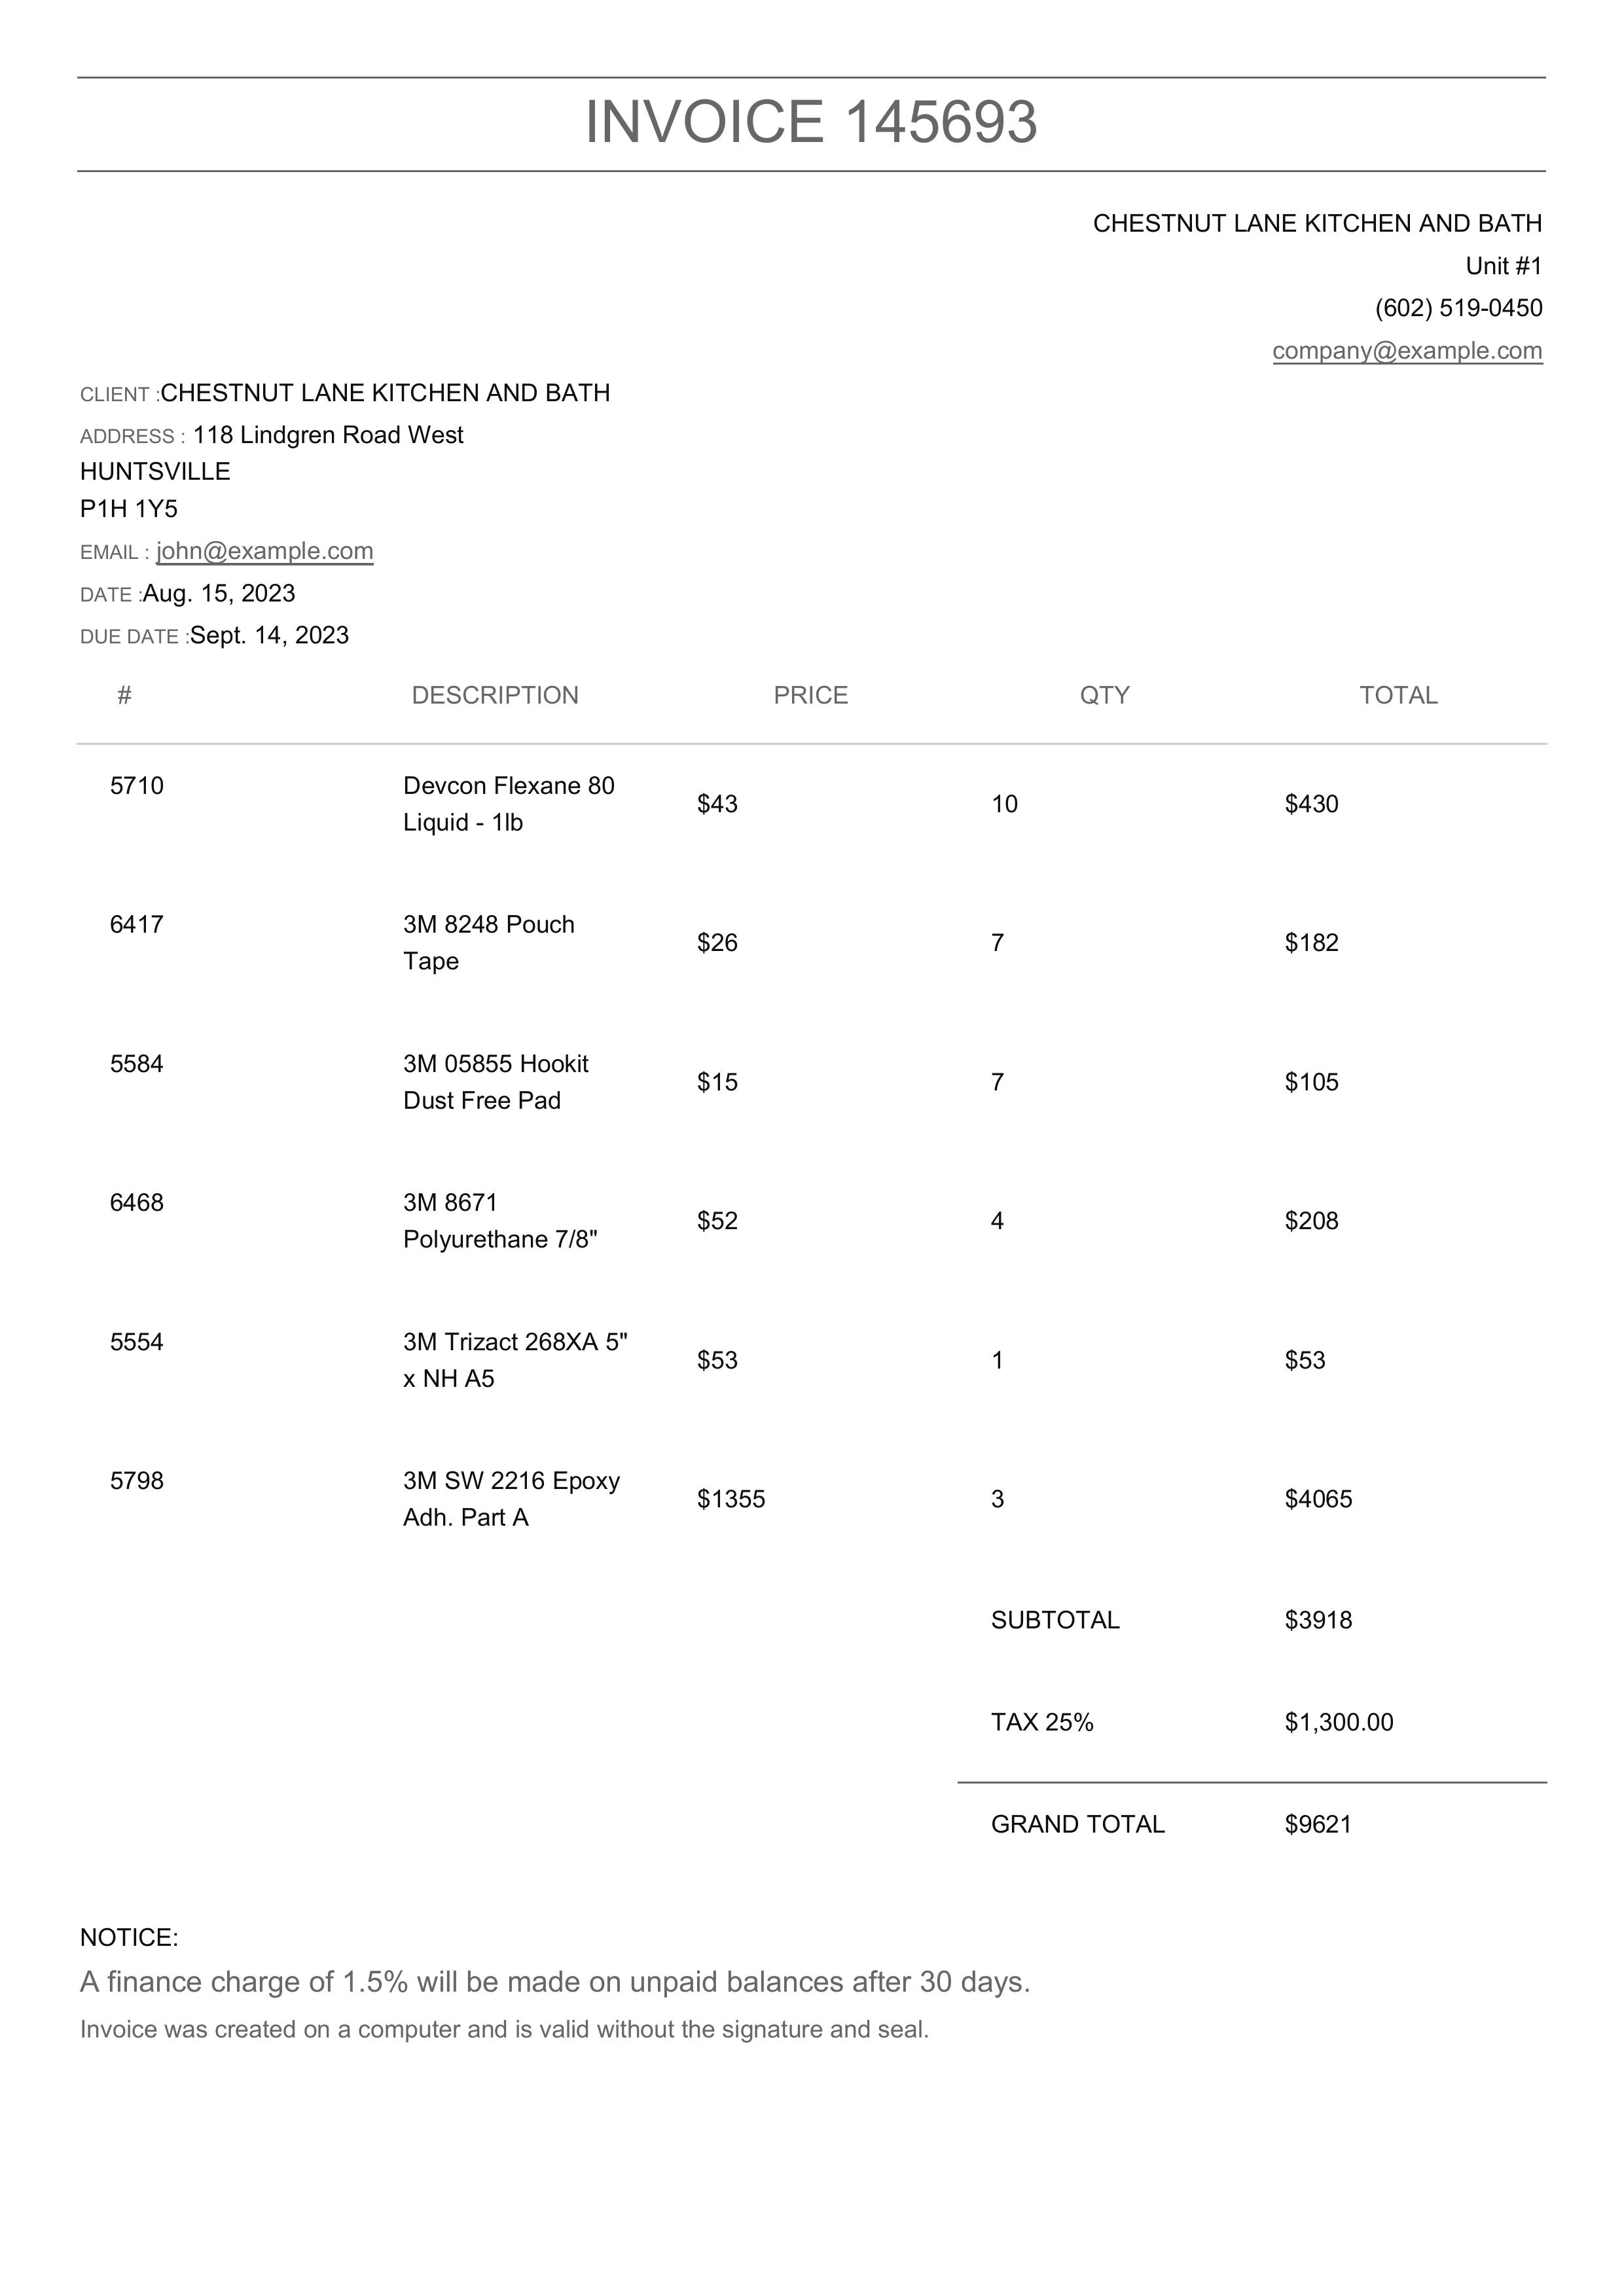 INVOICE 145693
CHESTNUT LANE KITCHEN AND BATH
Unit #1
(602) 519-0450
company@example.com
CLIENT :CHESTNUT LANE KITCHEN AND BATH
ADDRESS : 118 Lindgren Road West
HUNTSVILLE
P1H 1Y5
EMAIL : john@example.com
DATE :Aug. 15, 2023
DUE DATE :Sept. 14, 2023
# DESCRIPTION PRICE QTY TOTAL
5710 Devcon Flexane 80
Liquid - 1lb $43 10 $430
6417 3M 8248 Pouch
Tape $26 7 $182
5584 3M 05855 Hookit
Dust Free Pad $15 7 $105
6468 3M 8671
Polyurethane 7/8" $52 4 $208
5554 3M Trizact 268XA 5"
x NH A5 $53 1 $53
5798 3M SW 2216 Epoxy
Adh. Part A $1355 3 $4065
SUBTOTAL $3918
TAX 25% $1,300.00
GRAND TOTAL $9621
NOTICE:
A finance charge of 1.5% will be made on unpaid balances after 30 days.
Invoice was created on a computer and is valid without the signature and seal.